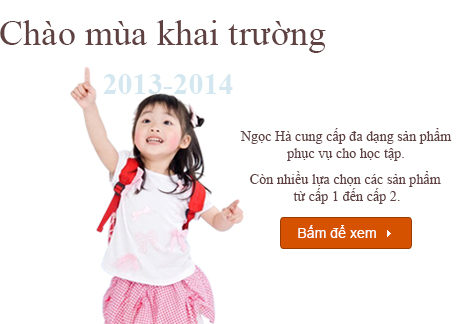 Chào mùa khai trường
2013-2014
Ngọc Hà cung cấp đa dạng sản phẩm
phục vụ cho học tập.
Còn nhiều lựa chọn các sản phẩm
từ cấp 1 đến cấp 2.
Bấm để xem